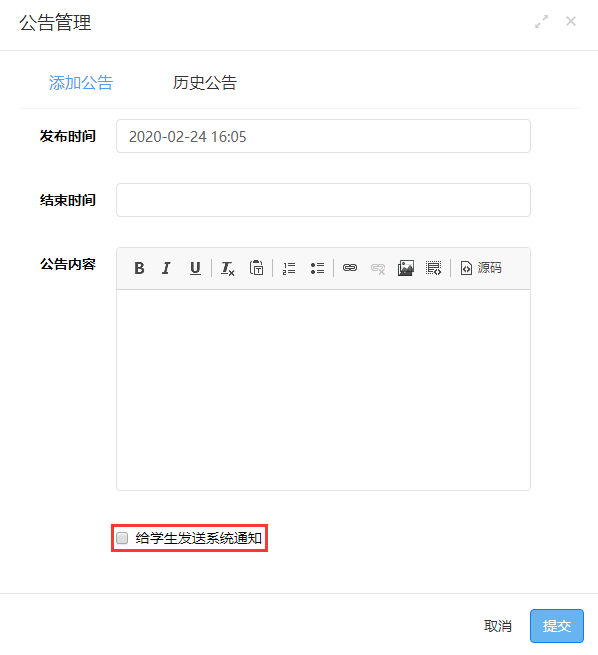 公告管理
添加公告 历史公告
发布时间 2020-02-24 16:05
结束时间
公告内容 B I U Tx 源码
给学生发送系统通知
取消 提交